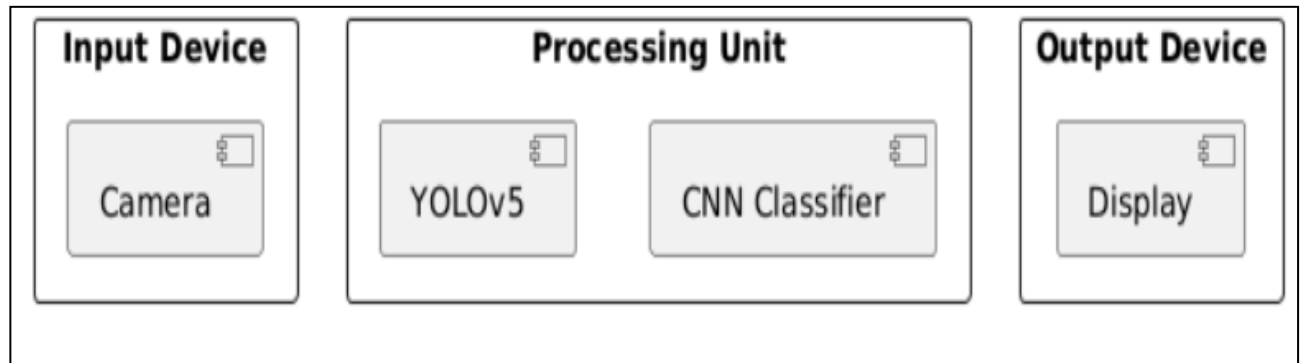 Input Device
Processing Unit
Output Device
Camera
YOLOv5
CNN Classifier
Display